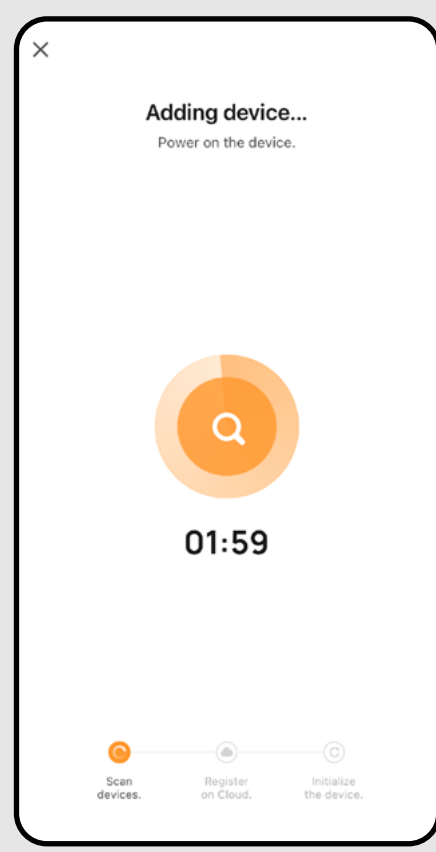 Adding device...
Power on the device.
01:59
Scan
devices.
Register
on Cloud.
Initialize
the device.